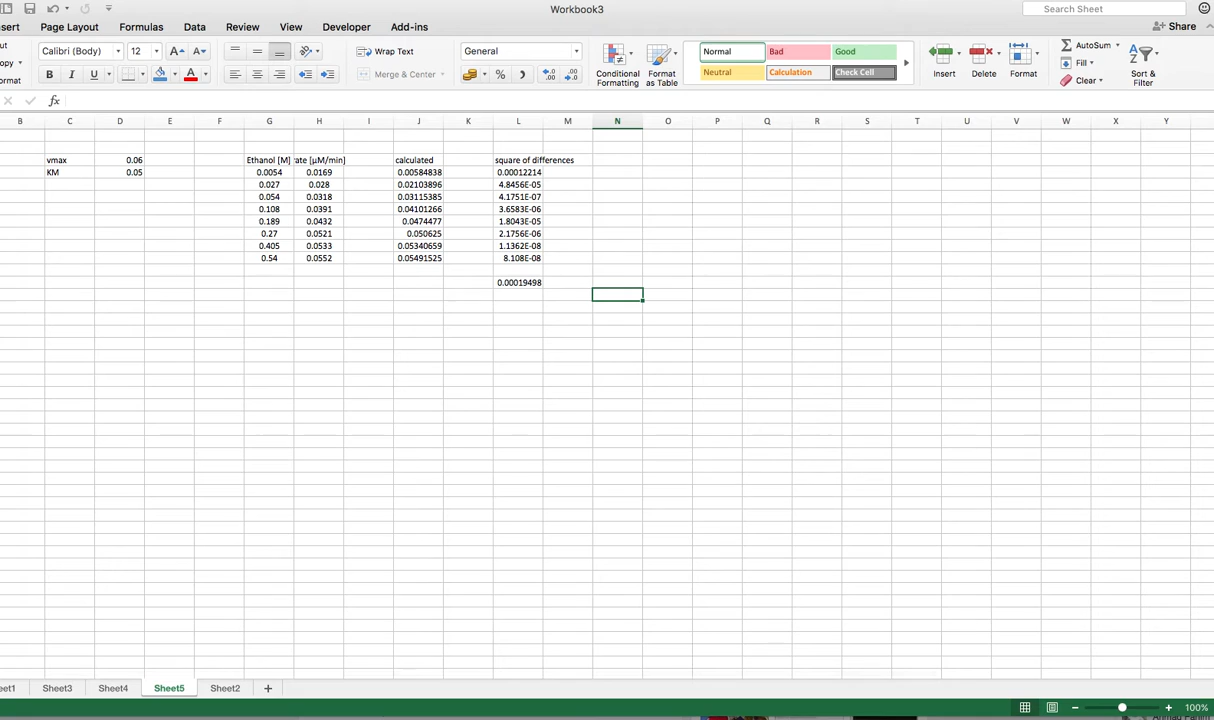 Workbook3
Search Sheet
nsert Page Layout Formulas Data Review View Developer Add-ins
Share
ut
opy
ormat
Calibri (Body) 12 A A
Wrap Text
General
Normal Bad Good
AutoSum
Fill
Clear
B I U A
Merge & Center
% )
Conditional Formatting
Format as Table
Neutral Calculation Check Cell
Insert Delete Format
Sort & Filter
fx
B C D E F G H I J K L M N O P Q R S T U V W X Y
vmax 0.06 Ethanol [M] rate [µM/min] calculated square of differences
KM 0.05 0.0054 0.0169 0.00584838 0.00012214
0.027 0.028 0.02103896 4.8456E-05
0.054 0.0318 0.03115385 4.1751E-07
0.108 0.0391 0.04101266 3.6583E-06
0.189 0.0432 0.0474477 1.8043E-05
0.27 0.0521 0.050625 2.1756E-06
0.405 0.0533 0.05340659 1.1362E-08
0.54 0.0552 0.05491525 8.108E-08
0.00019498
eet1 Sheet3 Sheet4 Sheet5 Sheet2 +
100%